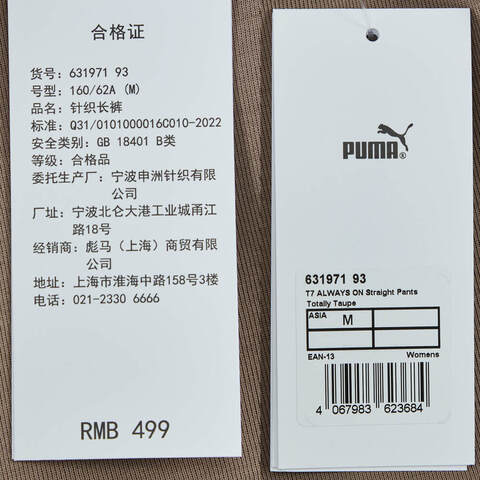 合格证
货号: 631971 93
号型: 160/62A (M)
品名: 针织长裤
标准: Q31/0101000016C010-2022
安全类别: GB 18401 B类
等级: 合格品
委托生产厂: 宁波申洲针织有限
公司
厂址: 宁波北仑大港工业城甬江
路18号
经销商: 彪马（上海）商贸有限
公司
地址: 上海市淮海中路158号3楼
电话: 021-2330 6666
RMB 499
PUMA®
631971 93
T7 ALWAYS ON Straight Pants
Totally Taupe
ASIA M
EAN-13 Womens
4 067983 623684